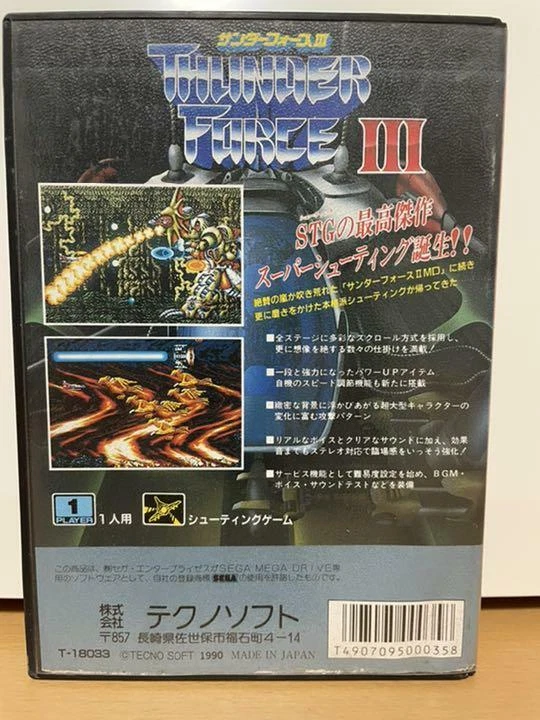 サンダーフォースIII
THUNDER
FORCE III
STGの最高傑作
スーパーシューティング誕生!!
絶賛の嵐が吹き荒れた「サンダーフォースⅡMD」に続き
更に磨きをかけた本格派シューティングが帰ってきた
■全ステージに多彩なスクロール方式を採用し、
更に想像を絶する数々の仕掛けを満載!
■一段と強力になったパワーUPアイテム
自機のスピード調節機能も新たに搭載
■緻密な背景に浮かびあがる超大型キャラクターの
変化に富む攻撃パターン
■リアルなボイスとクリアなサウンドに加え、効果
音までもステレオ対応で臨場感をいっそう強化!
■サービス機能として難易度設定を始め、BGM・
ボイス・サウンドテストなどを装備
1
PLAYER
1人用
シューティングゲーム
この商品は、㈱セガ・エンタープライゼスがSEGA MEGA DRIVE専
用のソフトウェアとして、自社の登録商標 SEGA の使用を許諾したものです。
株式
会社 テクノソフト
〒857 長崎県佐世保市福石町4-14
T-18033 ©TECNO SOFT 1990 MADE IN JAPAN
T4907095000358